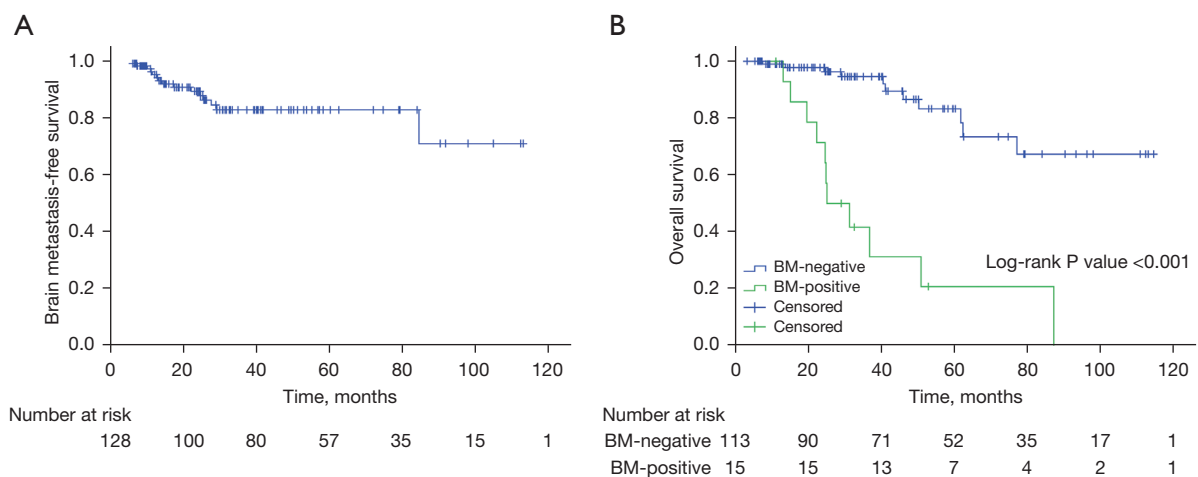 A
Brain metastasis-free survival
1.0
0.8
0.6
0.4
0.2
0.0
0 20 40 60 80 100 120
Time, months
Number at risk
128 100 80 57 35 15 1
B
Overall survival
1.0
0.8
0.6
0.4
0.2
0.0
BM-negative
BM-positive
Censored
Censored
Log-rank P value <0.001
0 20 40 60 80 100 120
Time, months
Number at risk
BM-negative 113 90 71 52 35 17 1
BM-positive 15 15 13 7 4 2 1